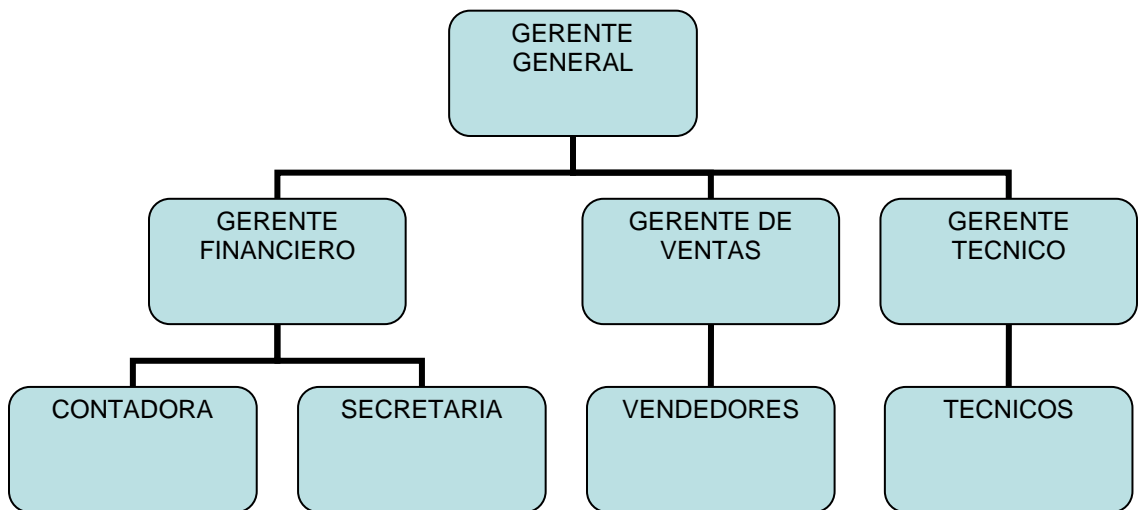 GERENTE
GENERAL
GERENTE
FINANCIERO
GERENTE DE
VENTAS
GERENTE
TECNICO
CONTADORA
SECRETARIA
VENDEDORES
TECNICOS